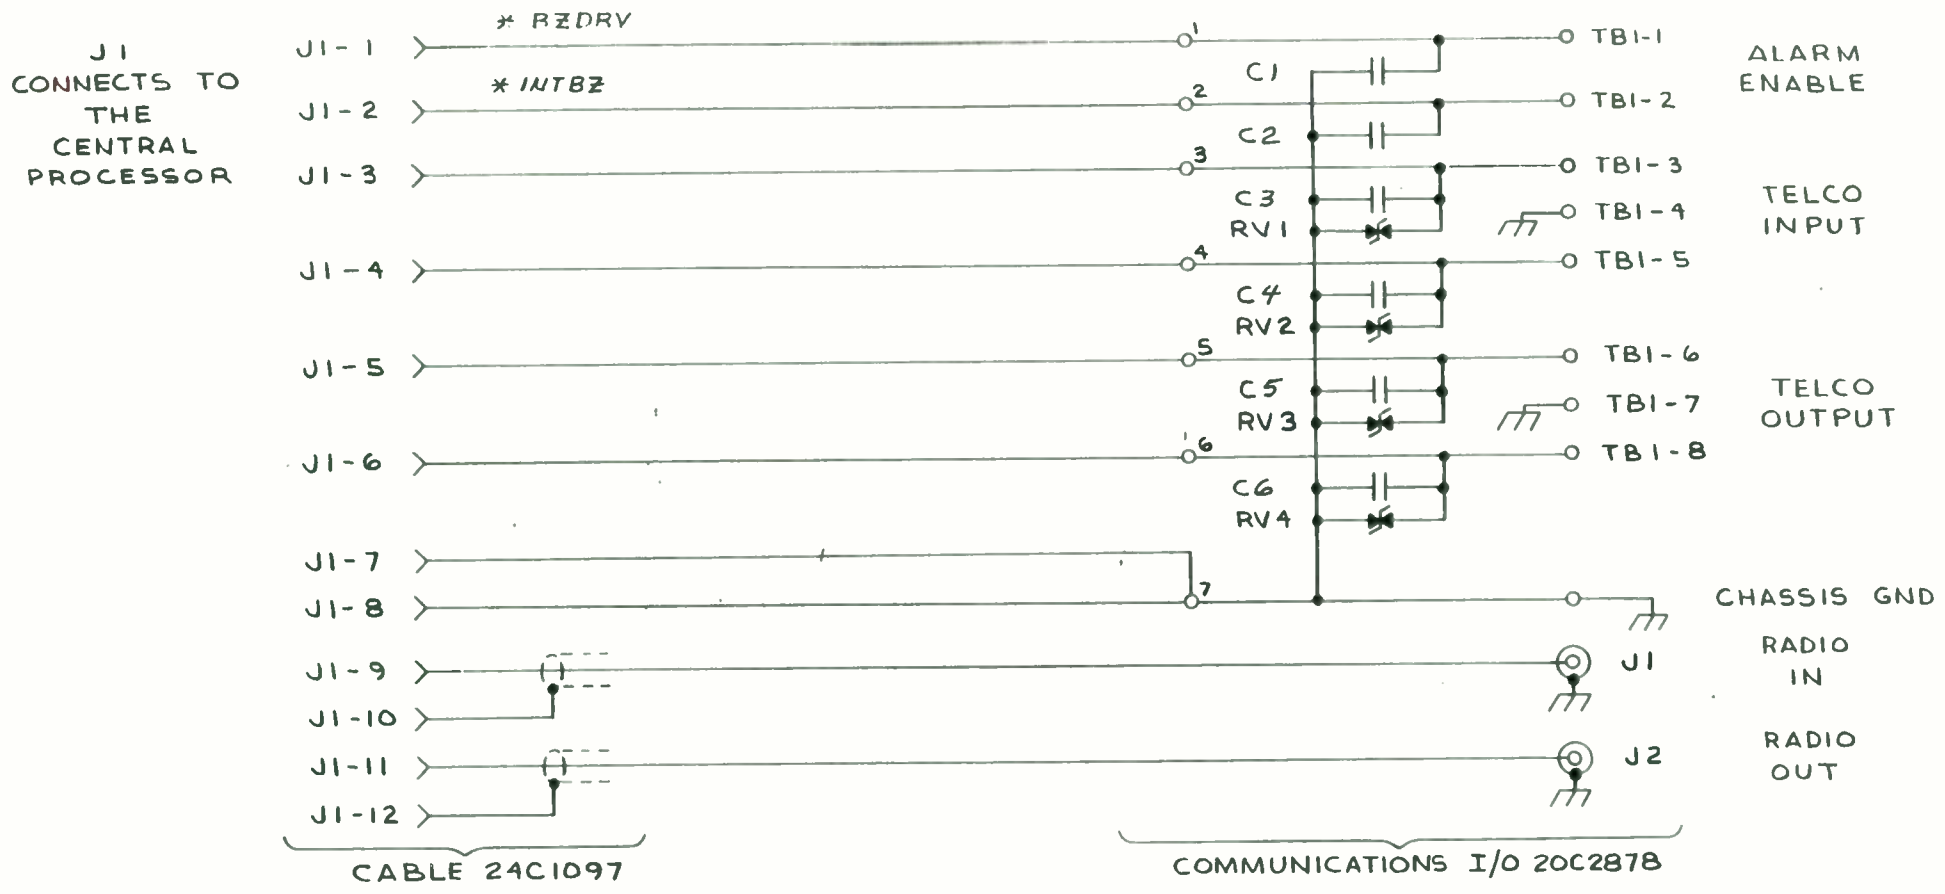 * BZDRV
J1
CONNECTS TO
THE
CENTRAL
PROCESSOR
J1-1
1
TB1-1
ALARM
ENABLE
C1
* INTBZ
J1-2
2
TB1-2
C2
J1-3
3
TB1-3
TELCO
INPUT
C3
RV1
TB1-4
J1-4
4
TB1-5
C4
RV2
J1-5
5
TB1-6
TELCO
OUTPUT
C5
RV3
TB1-7
J1-6
6
TB1-8
C6
RV4
J1-7
J1-8
7
CHASSIS GND
J1-9
J1
RADIO
IN
J1-10
J1-11
J2
RADIO
OUT
J1-12
CABLE 24C1097
COMMUNICATIONS I/O 20C2878